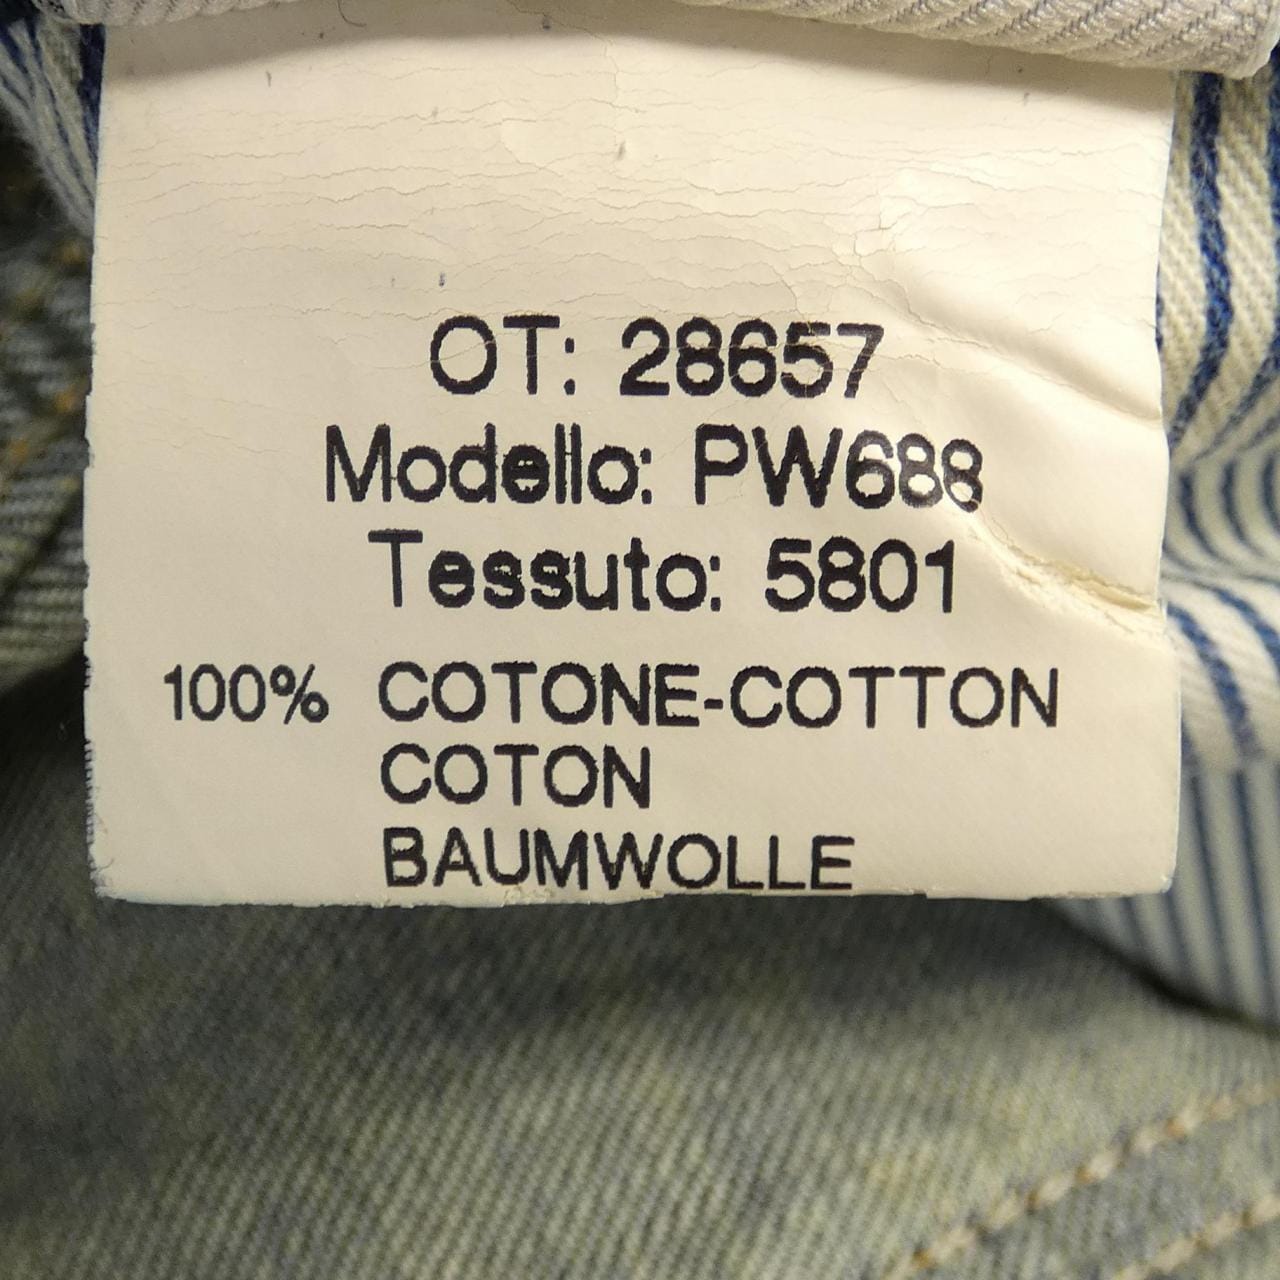 OT: 28657
Modello: PW688
Tessuto: 5801
100% COTONE-COTTON
COTON
BAUMWOLLE